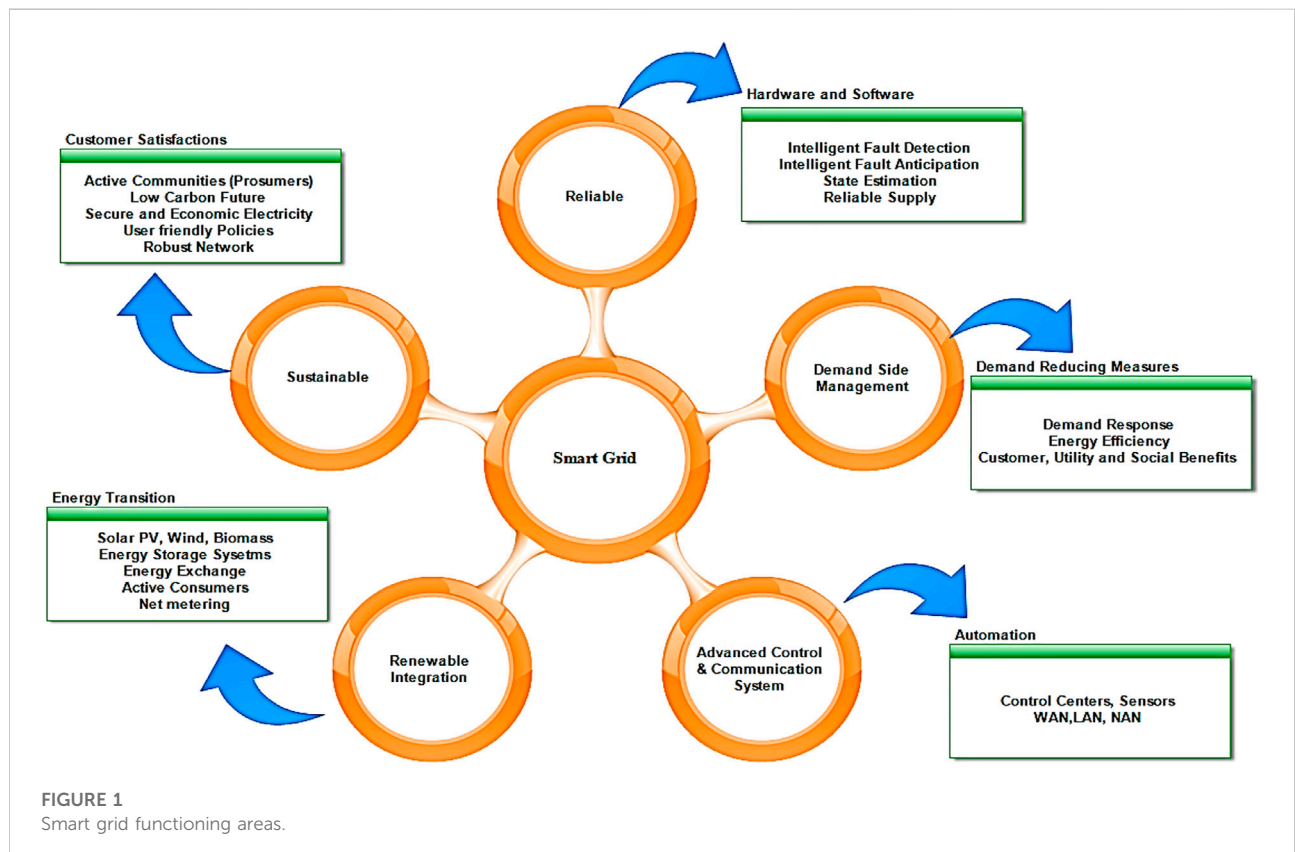 Hardware and Software
Intelligent Fault Detection
Intelligent Fault Anticipation
State Estimation
Reliable Supply
Customer Satisfactions
Active Communities (Prosumers)
Low Carbon Future
Secure and Economic Electricity
User friendly Policies
Robust Network
Reliable
Sustainable
Demand Side
Management
Demand Reducing Measures
Demand Response
Energy Efficiency
Customer, Utility and Social Benefits
Smart Grid
Energy Transition
Solar PV, Wind, Biomass
Energy Storage Sysetms
Energy Exchange
Active Consumers
Net metering
Renewable
Integration
Advanced Control
& Communication
System
Automation
Control Centers, Sensors
WAN,LAN, NAN
FIGURE 1
Smart grid functioning areas.